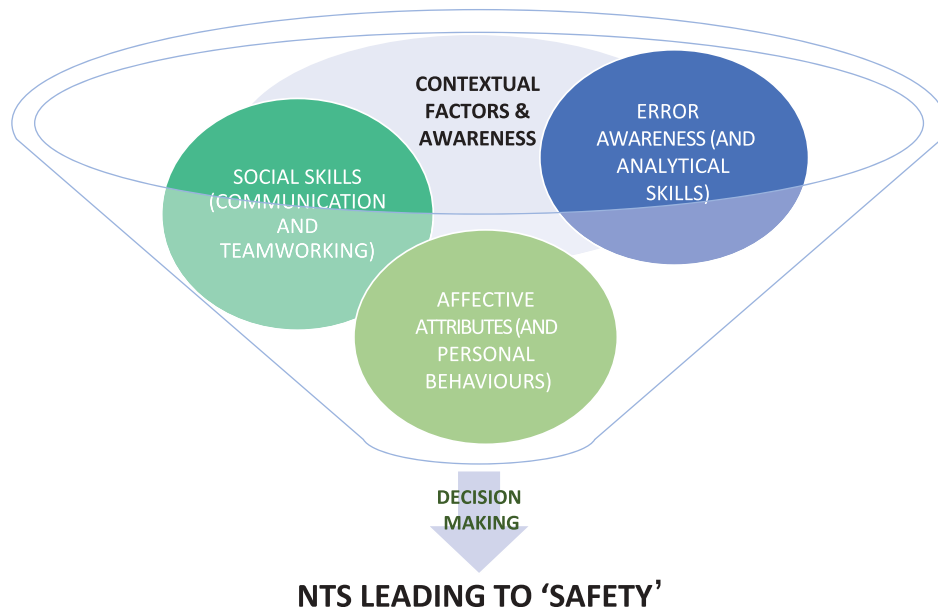 CONTEXTUAL
FACTORS &
AWARENESS
ERROR
AWARENESS (AND
ANALYTICAL
SKILLS)
SOCIAL SKILLS
(COMMUNICATION
AND
TEAMWORKING)
AFFECTIVE
ATTRIBUTES (AND
PERSONAL
BEHAVIOURS)
DECISION
MAKING
NTS LEADING TO ‘SAFETY’